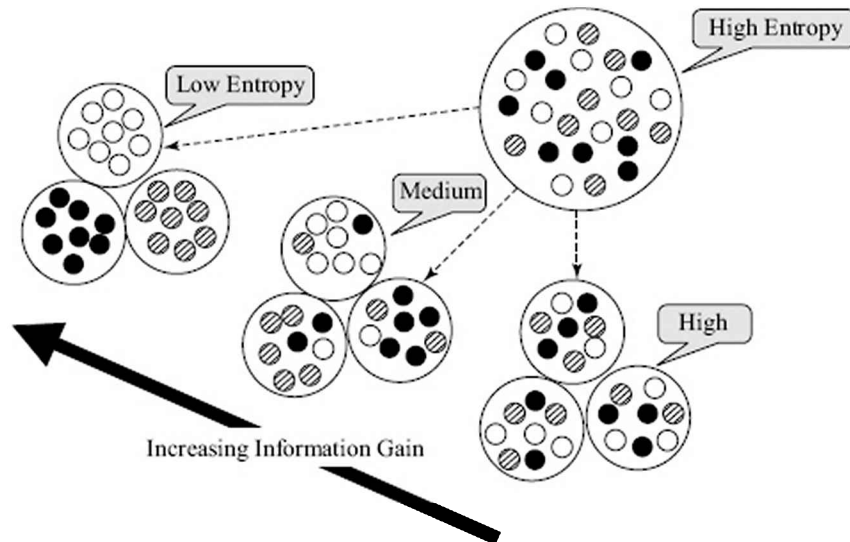 High Entropy
Low Entropy
Medium
High
Increasing Information Gain